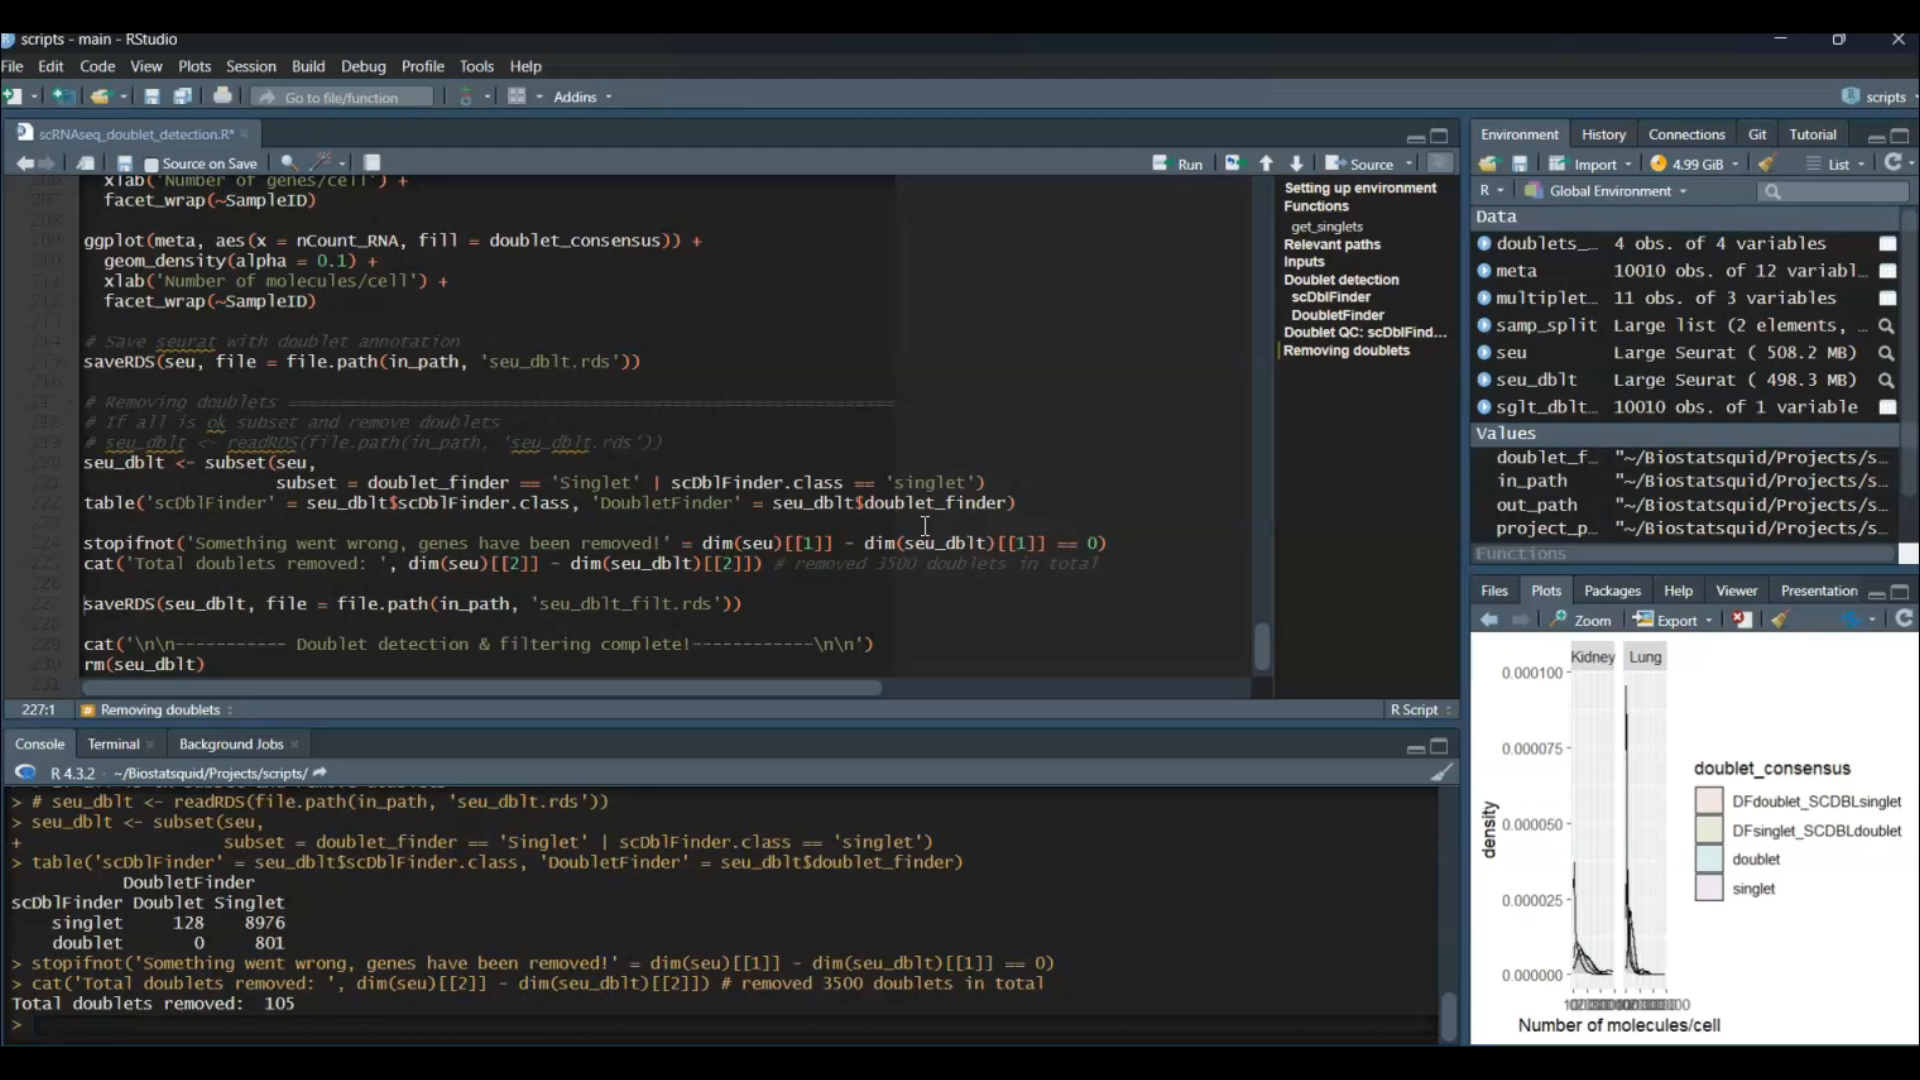 scripts - main - RStudio
File Edit Code View Plots Session Build Debug Profile Tools Help
Go to file/function Addins scripts
scRNAseq_doublet_detection.R*
Source on Save Run Source
xlab('Number of genes/cell') +
facet_wrap(~SampleID)
ggplot(meta, aes(x = nCount_RNA, fill = doublet_consensus)) +
geom_density(alpha = 0.1) +
xlab('Number of molecules/cell') +
facet_wrap(~SampleID)
# Save seurat with doublet annotation
saveRDS(seu, file = file.path(in_path, 'seu_dblt.rds'))
# Removing doublets ============================================================
# If all is ok subset and remove doublets
# seu_dblt <- readRDS(file.path(in_path, 'seu_dblt.rds'))
seu_dblt <- subset(seu,
subset = doublet_finder == 'Singlet' | scDblFinder.class == 'singlet')
table('scDblFinder' = seu_dblt$scDblFinder.class, 'DoubletFinder' = seu_dblt$doublet_finder)
stopifnot('Something went wrong, genes have been removed!' = dim(seu)[[1]] - dim(seu_dblt)[[1]] == 0)
cat('Total doublets removed: ', dim(seu)[[2]] - dim(seu_dblt)[[2]]) # removed 3500 doublets in total
saveRDS(seu_dblt, file = file.path(in_path, 'seu_dblt_filt.rds'))
cat('\n\n----------- Doublet detection & filtering complete!------------\n\n')
rm(seu_dblt)
227:1 # Removing doublets R Script
Setting up environment
Functions
get_singlets
Relevant paths
Inputs
Doublet detection
scDblFinder
DoubletFinder
Doublet QC: scDblFind...
Removing doublets
Console Terminal Background Jobs
R 4.3.2 · ~/Biostatsquid/Projects/scripts/
> # seu_dblt <- readRDS(file.path(in_path, 'seu_dblt.rds'))
> seu_dblt <- subset(seu,
+ subset = doublet_finder == 'Singlet' | scDblFinder.class == 'singlet')
> table('scDblFinder' = seu_dblt$scDblFinder.class, 'DoubletFinder' = seu_dblt$doublet_finder)
DoubletFinder
scDblFinder Doublet Singlet
singlet 128 8976
doublet 0 801
> stopifnot('Something went wrong, genes have been removed!' = dim(seu)[[1]] - dim(seu_dblt)[[1]] == 0)
> cat('Total doublets removed: ', dim(seu)[[2]] - dim(seu_dblt)[[2]]) # removed 3500 doublets in total
Total doublets removed: 105
>
Environment History Connections Git Tutorial
Import 4.99 GiB List
R Global Environment
Data
doublets_... 4 obs. of 4 variables
meta 10010 obs. of 12 variabl...
multiplet... 11 obs. of 3 variables
samp_split Large list (2 elements, ...
seu Large Seurat ( 508.2 MB)
seu_dblt Large Seurat ( 498.3 MB)
sglt_dblt... 10010 obs. of 1 variable
Values
doublet_f... "~/Biostatsquid/Projects/s...
in_path "~/Biostatsquid/Projects/s...
out_path "~/Biostatsquid/Projects/s...
project_p... "~/Biostatsquid/Projects/s...
Functions
Files Plots Packages Help Viewer Presentation
Zoom Export
Kidney Lung
0.000100
0.000075
0.000050
0.000025
0.000000
density
Number of molecules/cell
doublet_consensus
DFdoublet_SCDBLsinglet
DFsinglet_SCDBLdoublet
doublet
singlet